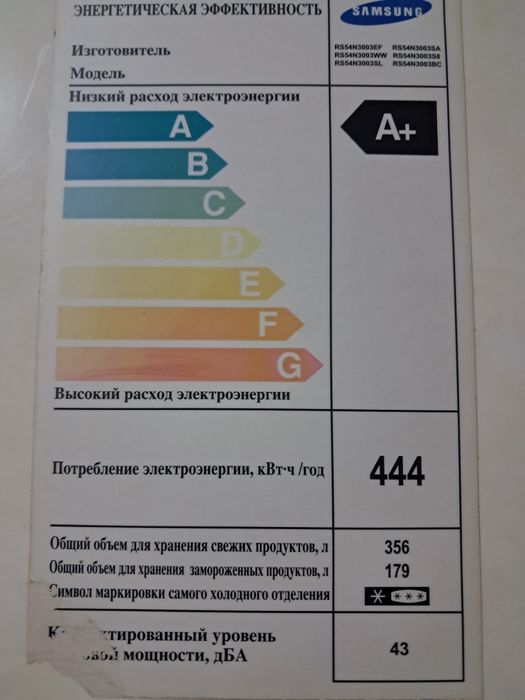 ЭНЕРГЕТИЧЕСКАЯ ЭФФЕКТИВНОСТЬ
SAMSUNG
Изготовитель
Модель
RS54N3003EF RS54N3003SA
RS54N3003WW RS54N3003S8
RS54N3003SL RS54N3003BC
Низкий расход электроэнергии
A
A+
B
C
D
E
F
G
Высокий расход электроэнергии
Потребление электроэнергии, кВт·ч /год 444
Общий объем для хранения свежих продуктов, л 356
Общий объем для хранения замороженных продуктов, л 179
Символ маркировки самого холодного отделения
мощности, дБА 43
уровень